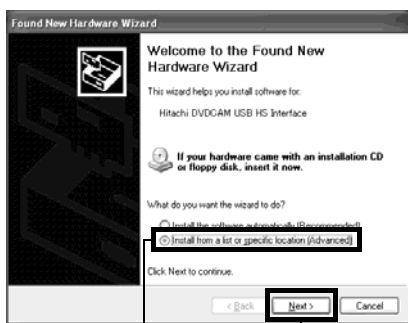 Found New Hardware Wizard
Welcome to the Found New
Hardware Wizard
This wizard helps you install software for:
Hitachi DVDCAM USB HS Interface
If your hardware came with an installation CD
or floppy disk, insert it now.
What do you want the wizard to do?
Install the software automatically (Recommended)
Install from a list or specific location (Advanced)
Click Next to continue.
< Back
Next >
Cancel